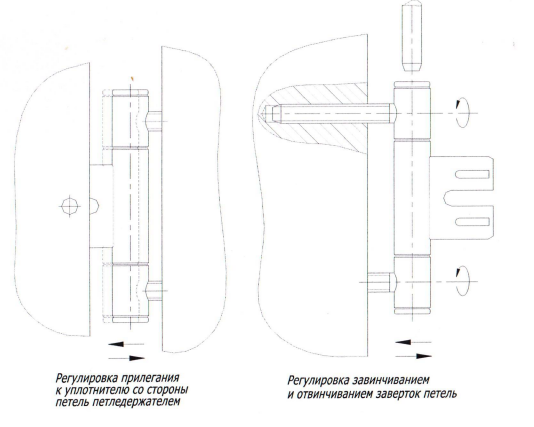 Регулировка прилегания
к уплотнителю со стороны
петель петледержателем
Регулировка завинчиванием
и отвинчиванием заверток петель